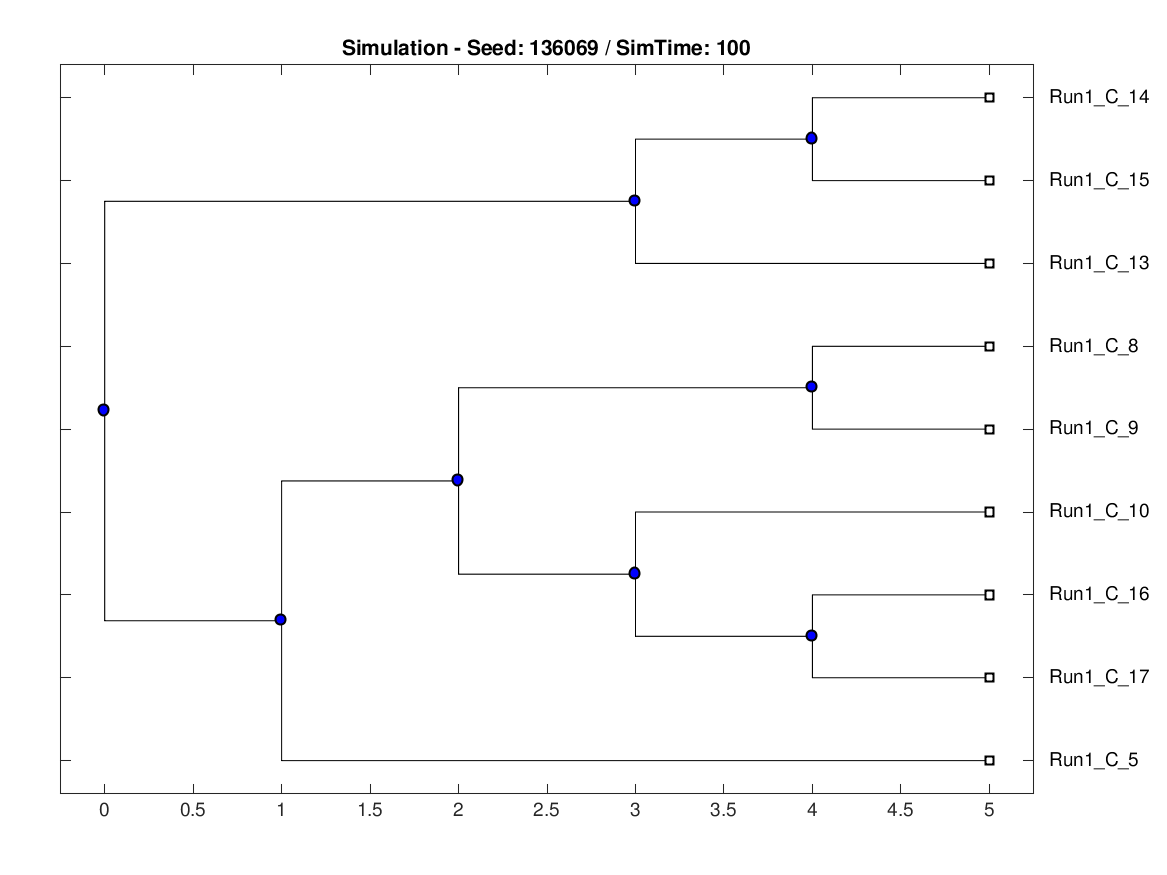 Simulation - Seed: 136069 / SimTime: 100
Run1_C_14
Run1_C_15
Run1_C_13
Run1_C_8
Run1_C_9
Run1_C_10
Run1_C_16
Run1_C_17
Run1_C_5
0 0.5 1 1.5 2 2.5 3 3.5 4 4.5 5